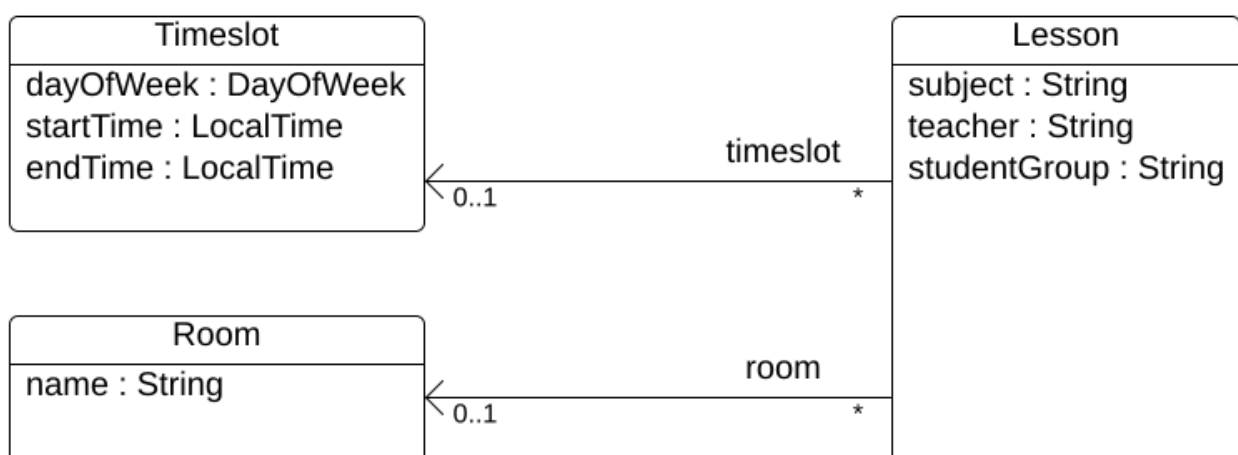 Timeslot
dayOfWeek : DayOfWeek
startTime : LocalTime
endTime : LocalTime
timeslot
0..1
*
Lesson
subject : String
teacher : String
studentGroup : String
Room
name : String
room
0..1
*